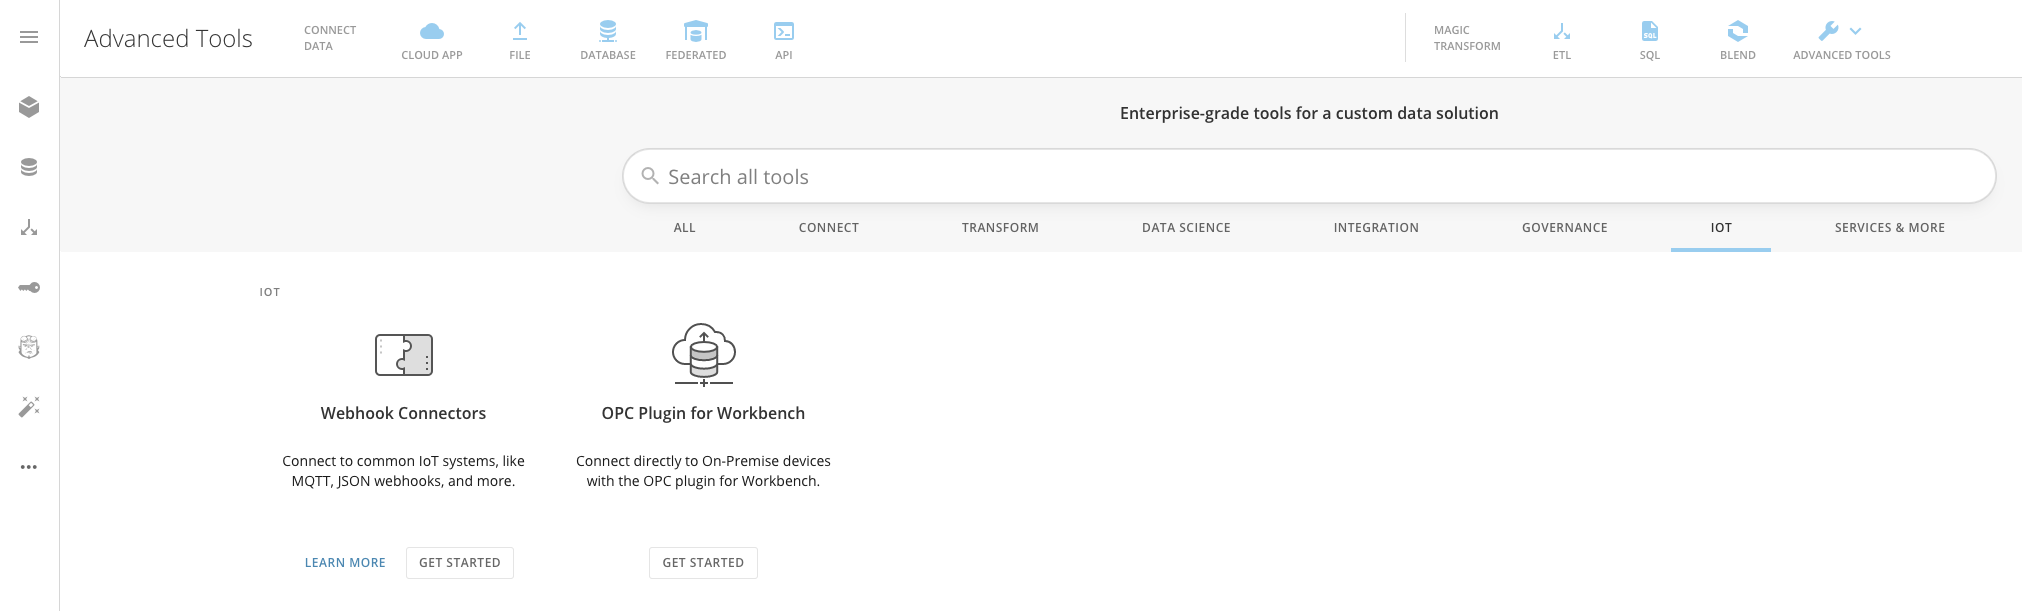 Advanced Tools
CONNECT
DATA
CLOUD APP
FILE
DATABASE
FEDERATED
API
MAGIC
TRANSFORM
ETL
SQL
SQL
BLEND
ADVANCED TOOLS
Enterprise-grade tools for a custom data solution
Search all tools
ALL
CONNECT
TRANSFORM
DATA SCIENCE
INTEGRATION
GOVERNANCE
IOT
SERVICES & MORE
IOT
Webhook Connectors
Connect to common IoT systems, like
MQTT, JSON webhooks, and more.
LEARN MORE
GET STARTED
OPC Plugin for Workbench
Connect directly to On-Premise devices
with the OPC plugin for Workbench.
GET STARTED